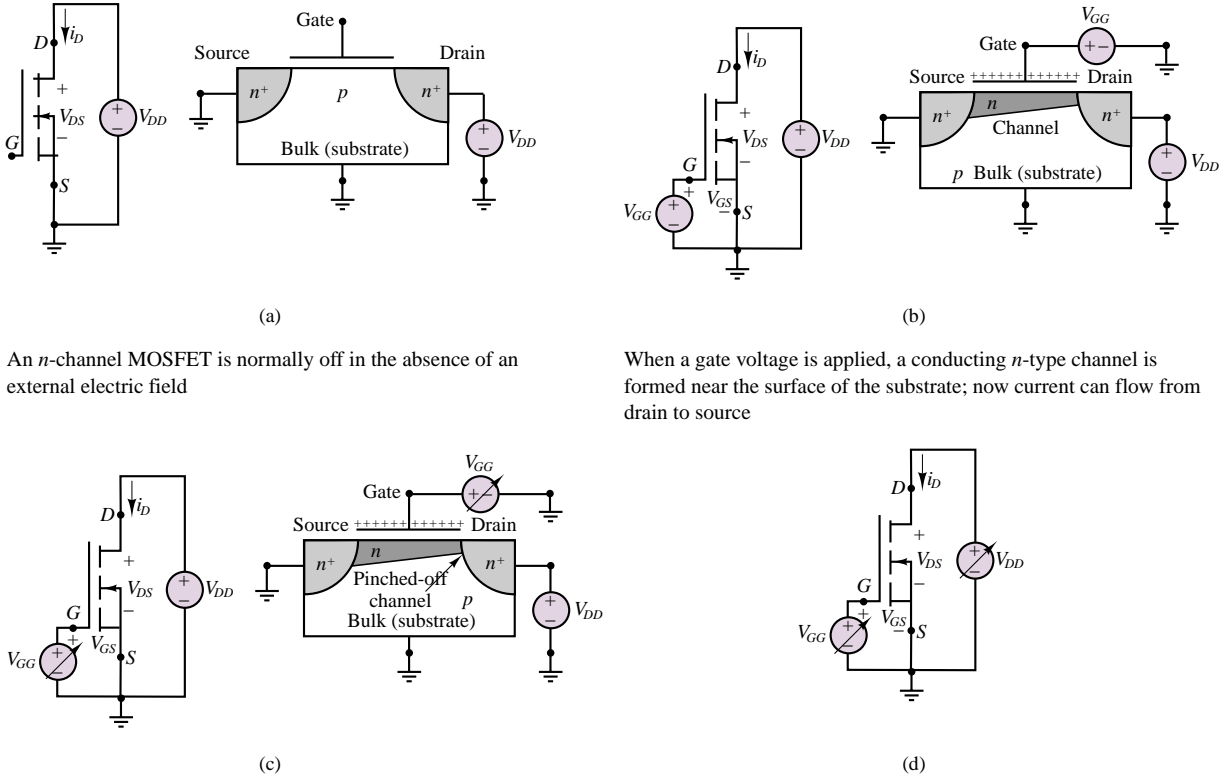 D
i_D
+
V_DS
−
G
S
+
−
V_DD
Gate
Source
Drain
n+
p
n+
Bulk (substrate)
+
−
V_DD
(a)
An n-channel MOSFET is normally off in the absence of an
external electric field
D
i_D
+
V_DS
−
G
+
V_GS
−
S
V_GG
+
−
+
−
V_DD
V_GG
Gate
+−
Source
++++++++++++
Drain
n+
n
n+
Channel
p Bulk (substrate)
+
−
V_DD
(b)
When a gate voltage is applied, a conducting n-type channel is
formed near the surface of the substrate; now current can flow from
drain to source
D
i_D
+
V_DS
−
G
+
V_GS
S
V_GG
+
−
+
−
V_DD
V_GG
Gate
+−
Source
++++++++++++
Drain
n+
n
n+
Pinched-off
channel
p
Bulk (substrate)
+
−
V_DD
(c)
D
i_D
+
V_DS
−
G
+
V_GS
−
S
V_GG
+
−
+
−
V_DD
(d)